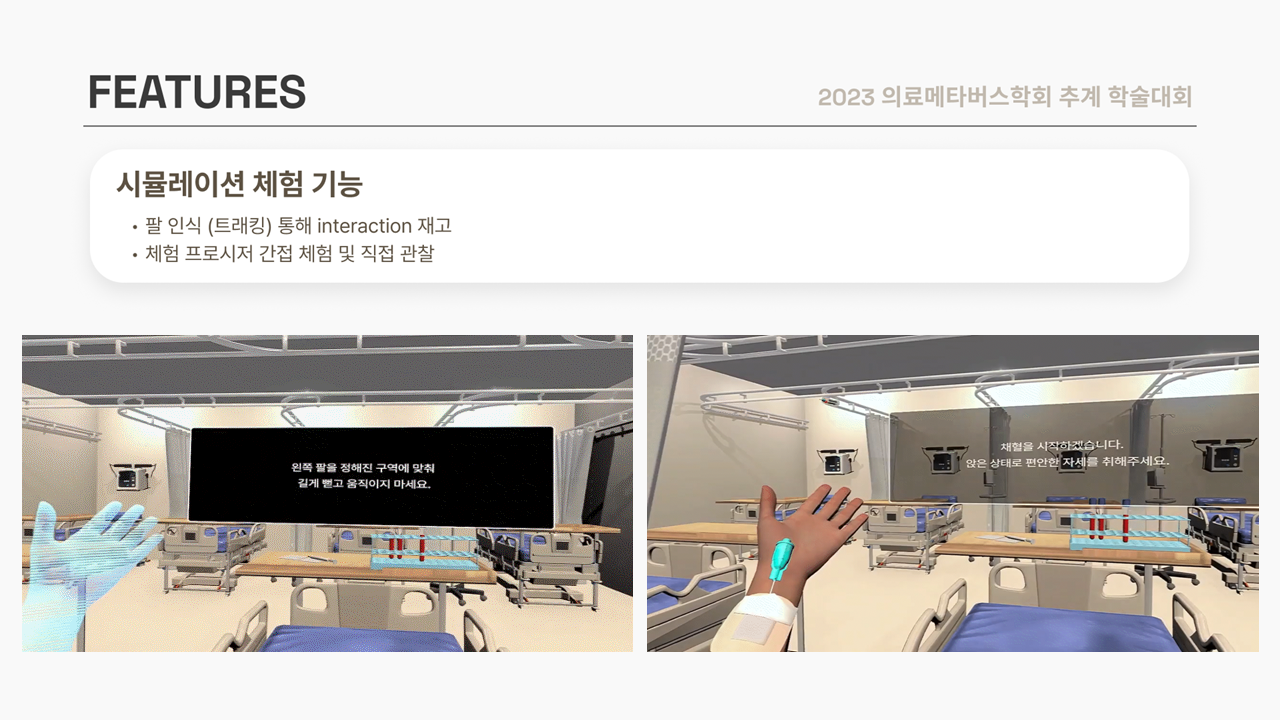 FEATURES
2023 의료메타버스학회 추계 학술대회
시뮬레이션 체험 기능
• 팔 인식 (트래킹) 통해 interaction 재고
• 체험 프로시저 간접 체험 및 직접 관찰
왼쪽 팔을 정해진 구역에 맞춰
길게 뻗고 움직이지 마세요.
채혈을 시작하겠습니다.
앉은 상태로 편안한 자세를 취해주세요.